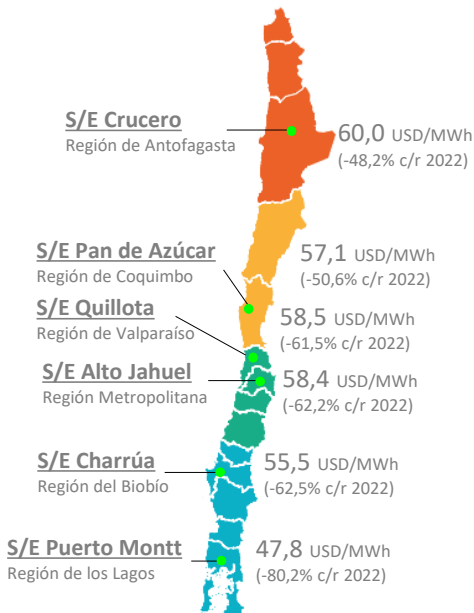 S/E Crucero
Región de Antofagasta
60,0 USD/MWh
(-48,2% c/r 2022)
S/E Pan de Azúcar
Región de Coquimbo
57,1 USD/MWh
(-50,6% c/r 2022)
S/E Quillota
Región de Valparaíso
58,5 USD/MWh
(-61,5% c/r 2022)
S/E Alto Jahuel
Región Metropolitana
58,4 USD/MWh
(-62,2% c/r 2022)
S/E Charrúa
Región del Biobío
55,5 USD/MWh
(-62,5% c/r 2022)
S/E Puerto Montt
Región de los Lagos
47,8 USD/MWh
(-80,2% c/r 2022)